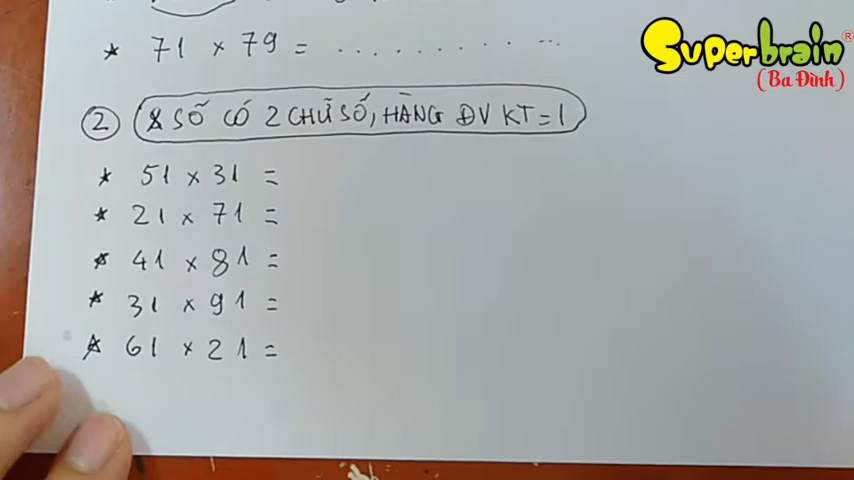 Superbrain®
(Ba Đình)
* 71 × 79 = ...............
② 2 SỐ CÓ 2 CHỮ SỐ, HÀNG ĐV KT = 1
* 51 × 31 =
* 21 × 71 =
* 41 × 81 =
* 31 × 91 =
* 61 × 21 =